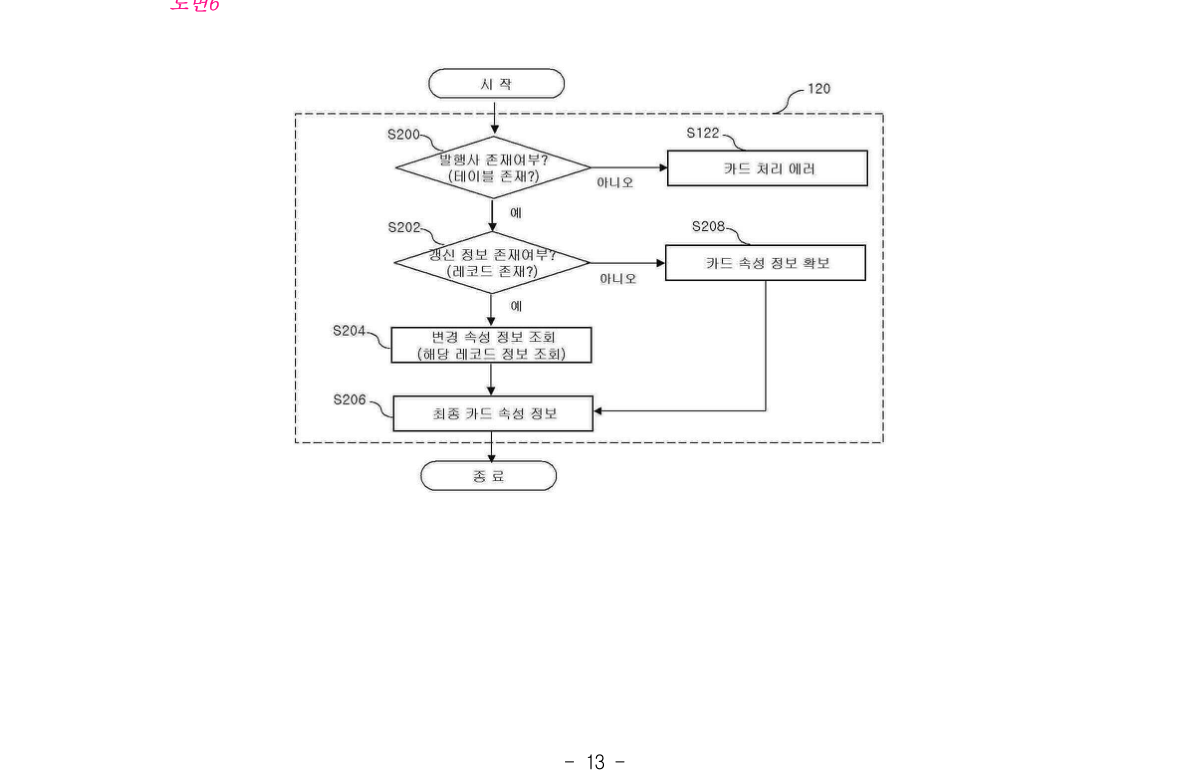 도면6
시 작
120
S200
발행사 존재여부?
(테이블 존재?)
아니오
S122
카드 처리 에러
예
S202
갱신 정보 존재여부?
(레코드 존재?)
아니오
S208
카드 속성 정보 확보
예
S204
변경 속성 정보 조회
(해당 레코드 정보 조회)
S206
최종 카드 속성 정보
종 료
- 13 -